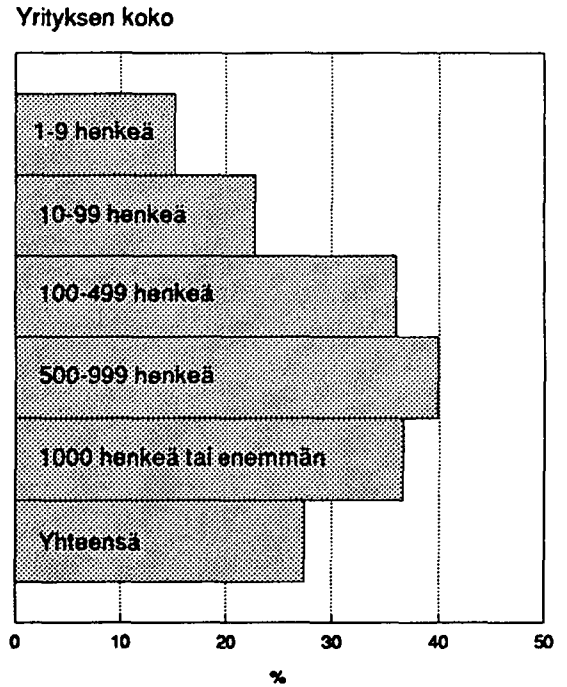 Yrityksen koko
1-9 henkeä
10-99 henkeä
100-499 henkeä
500-999 henkeä
1000 henkeä tai enemmän
Yhteensä
0 10 20 30 40 50
%